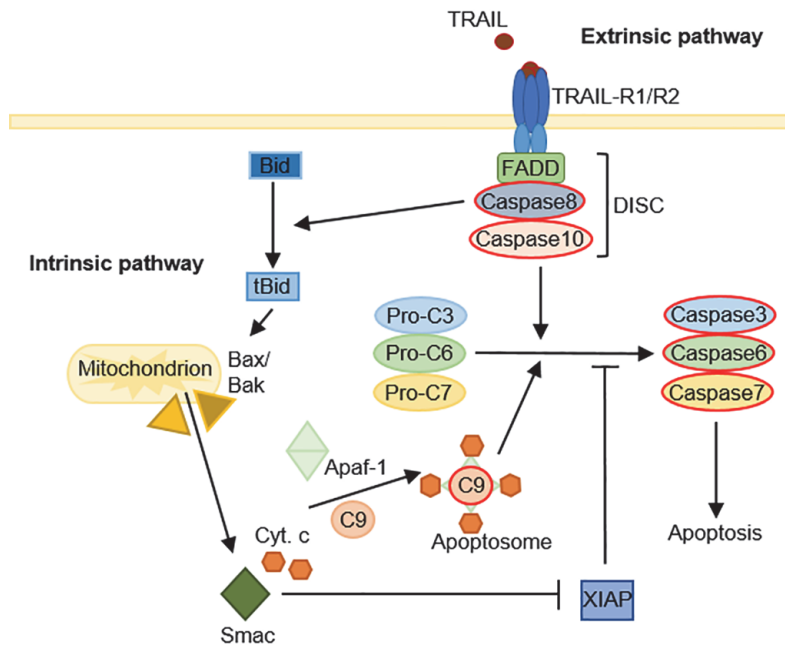 TRAIL
Extrinsic pathway
TRAIL-R1/R2
Bid
FADD
Caspase8
DISC
Caspase10
Intrinsic pathway
tBid
Pro-C3
Caspase3
Mitochondrion
Bax/
Bak
Pro-C6
Caspase6
Pro-C7
Caspase7
Apaf-1
C9
C9
Cyt. c
Apoptosome
Apoptosis
XIAP
Smac